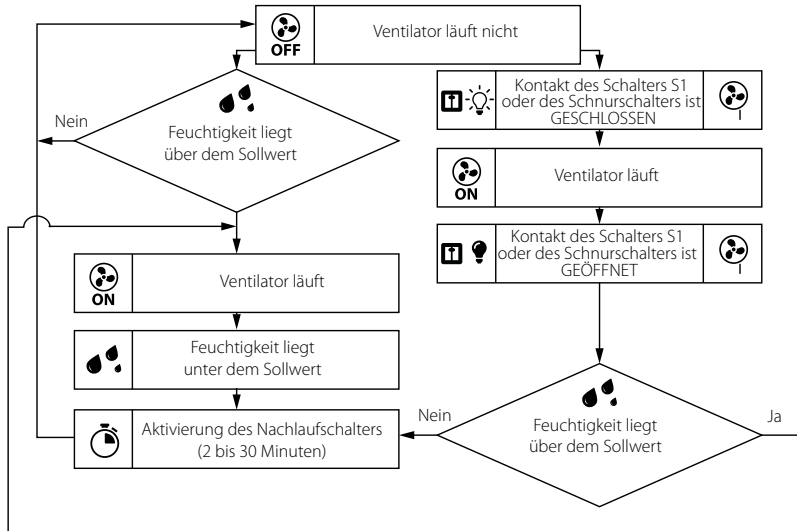 OFF
Ventilator läuft nicht
Nein
Feuchtigkeit liegt
über dem Sollwert
Kontakt des Schalters S1
oder des Schnurschalters ist
GESCHLOSSEN
ON
Ventilator läuft
Kontakt des Schalters S1
oder des Schnurschalters ist
GEÖFFNET
ON
Ventilator läuft
Feuchtigkeit liegt
unter dem Sollwert
Aktivierung des Nachlaufschalters
(2 bis 30 Minuten)
Nein
Feuchtigkeit liegt
über dem Sollwert
Ja